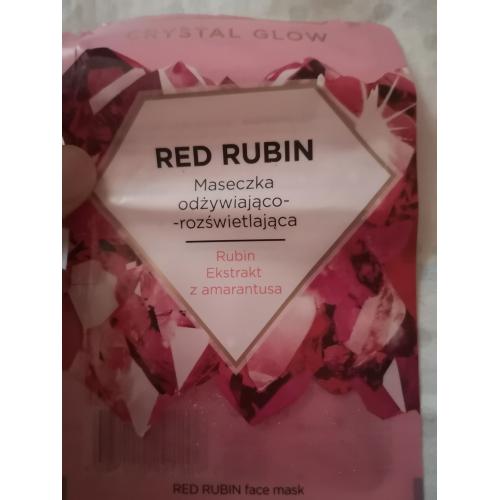 CRYSTAL GLOW
RED RUBIN
Maseczka
odżywiająco-
-rozświetlająca
Rubin
Ekstrakt
z amarantusa
RED RUBIN face mask